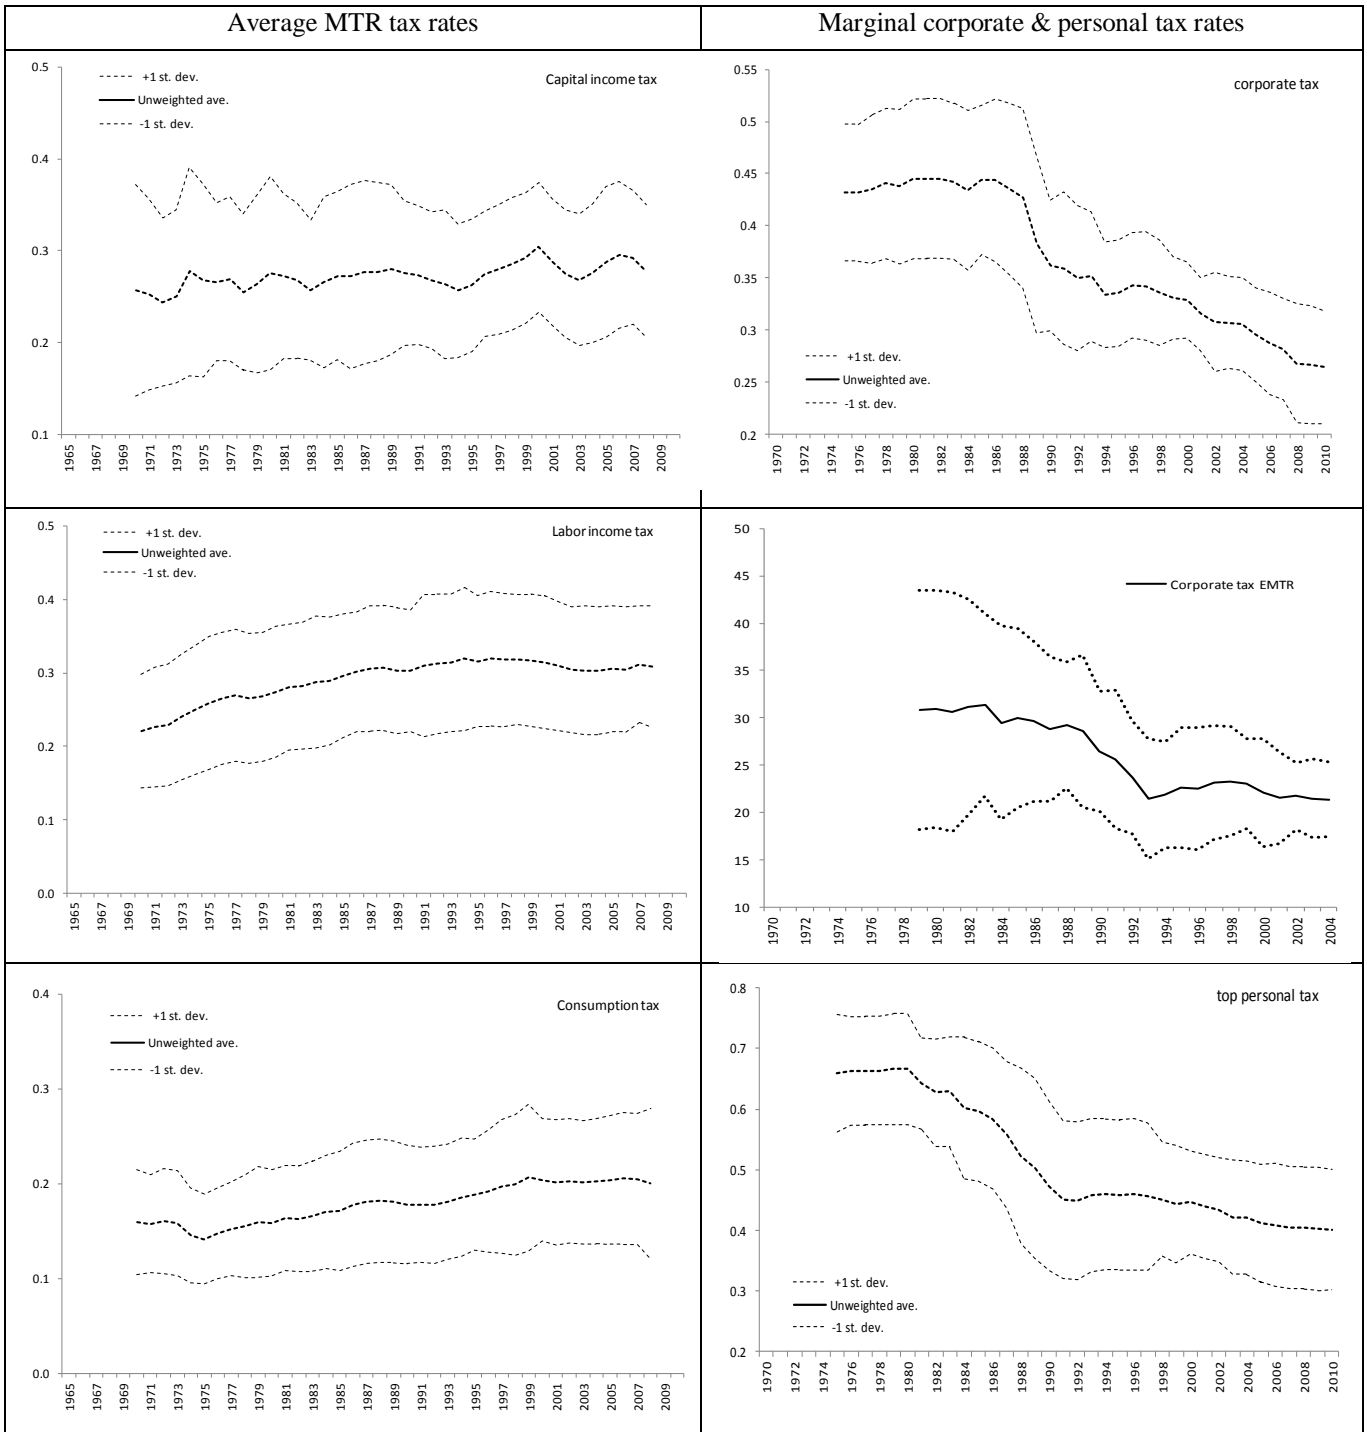 Average MTR tax rates
Marginal corporate & personal tax rates
0.5
0.4
0.3
0.2
0.1
+1 st. dev.
Unweighted ave.
-1 st. dev.
Capital income tax
1965 1967 1969 1971 1973 1975 1977 1979 1981 1983 1985 1987 1989 1991 1993 1995 1997 1999 2001 2003 2005 2007 2009
0.55
0.5
0.45
0.4
0.35
0.3
0.25
0.2
corporate tax
+1 st. dev.
Unweighted ave.
-1 st. dev.
1970 1972 1974 1976 1978 1980 1982 1984 1986 1988 1990 1992 1994 1996 1998 2000 2002 2004 2006 2008 2010
0.5
0.4
0.3
0.2
0.1
0.0
+1 st. dev.
Unweighted ave.
-1 st. dev.
Labor income tax
1965 1967 1969 1971 1973 1975 1977 1979 1981 1983 1985 1987 1989 1991 1993 1995 1997 1999 2001 2003 2005 2007 2009
50
45
40
35
30
25
20
15
10
Corporate tax EMTR
1970 1972 1974 1976 1978 1980 1982 1984 1986 1988 1990 1992 1994 1996 1998 2000 2002 2004
0.4
0.3
0.2
0.1
0.0
+1 st. dev.
Unweighted ave.
-1 st. dev.
Consumption tax
1965 1967 1969 1971 1973 1975 1977 1979 1981 1983 1985 1987 1989 1991 1993 1995 1997 1999 2001 2003 2005 2007 2009
0.8
0.7
0.6
0.5
0.4
0.3
0.2
top personal tax
+1 st. dev.
Unweighted ave.
-1 st. dev.
1970 1972 1974 1976 1978 1980 1982 1984 1986 1988 1990 1992 1994 1996 1998 2000 2002 2004 2006 2008 2010